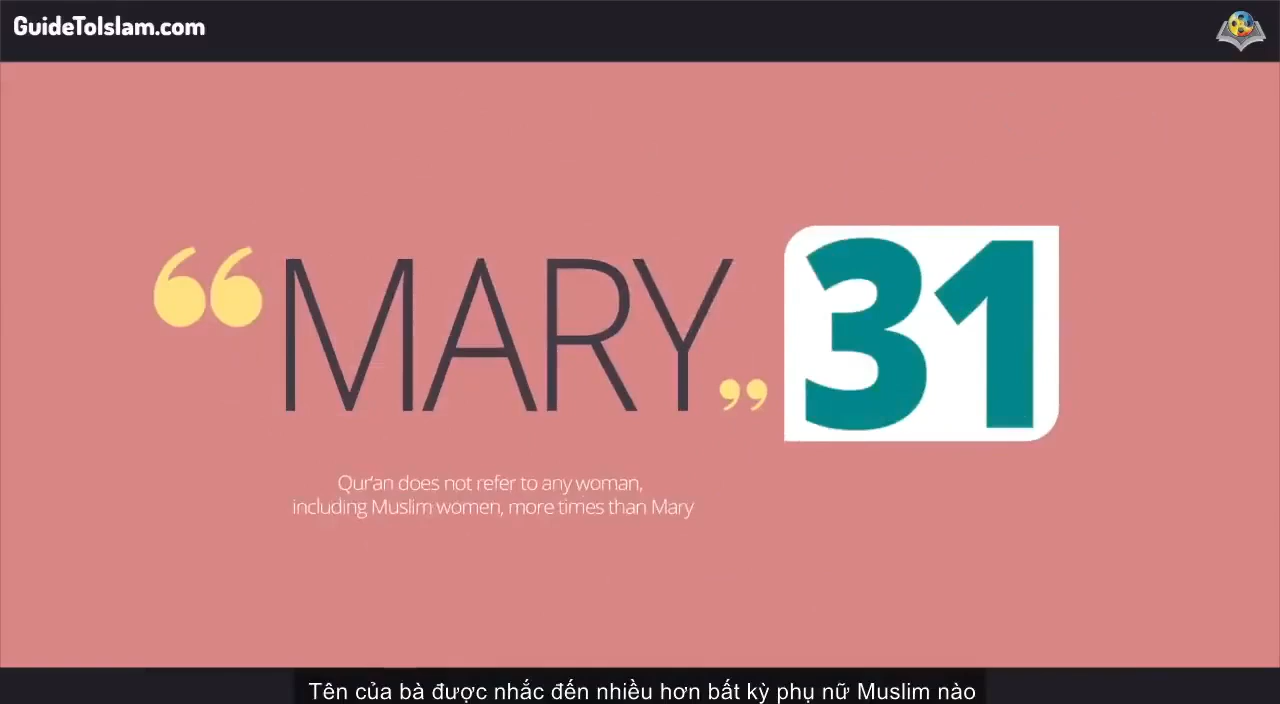 GuideToIslam.com
“MARY„ 31
Qur'an does not refer to any woman,
including Muslim women, more times than Mary
Tên của bà được nhắc đến nhiều hơn bất kỳ phụ nữ Muslim nào